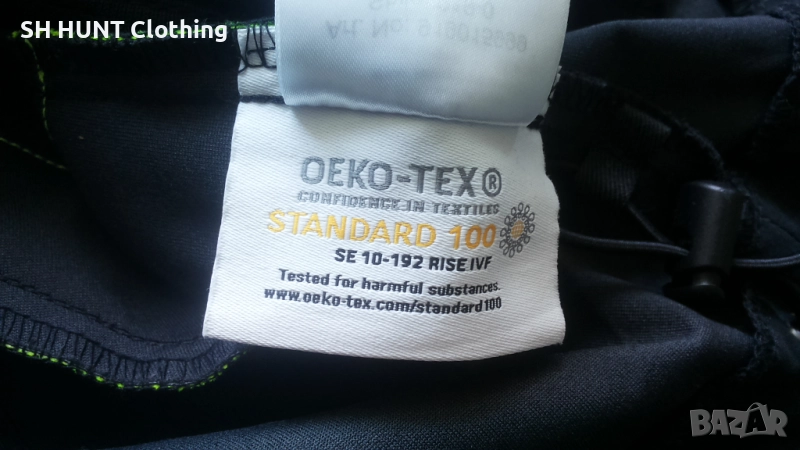 SH HUNT Clothing
OEKO-TEX®
CONFIDENCE IN TEXTILES
STANDARD 100
SE 10-192 RISE IVF
Tested for harmful substances.
www.oeko-tex.com/standard100
BAZAR